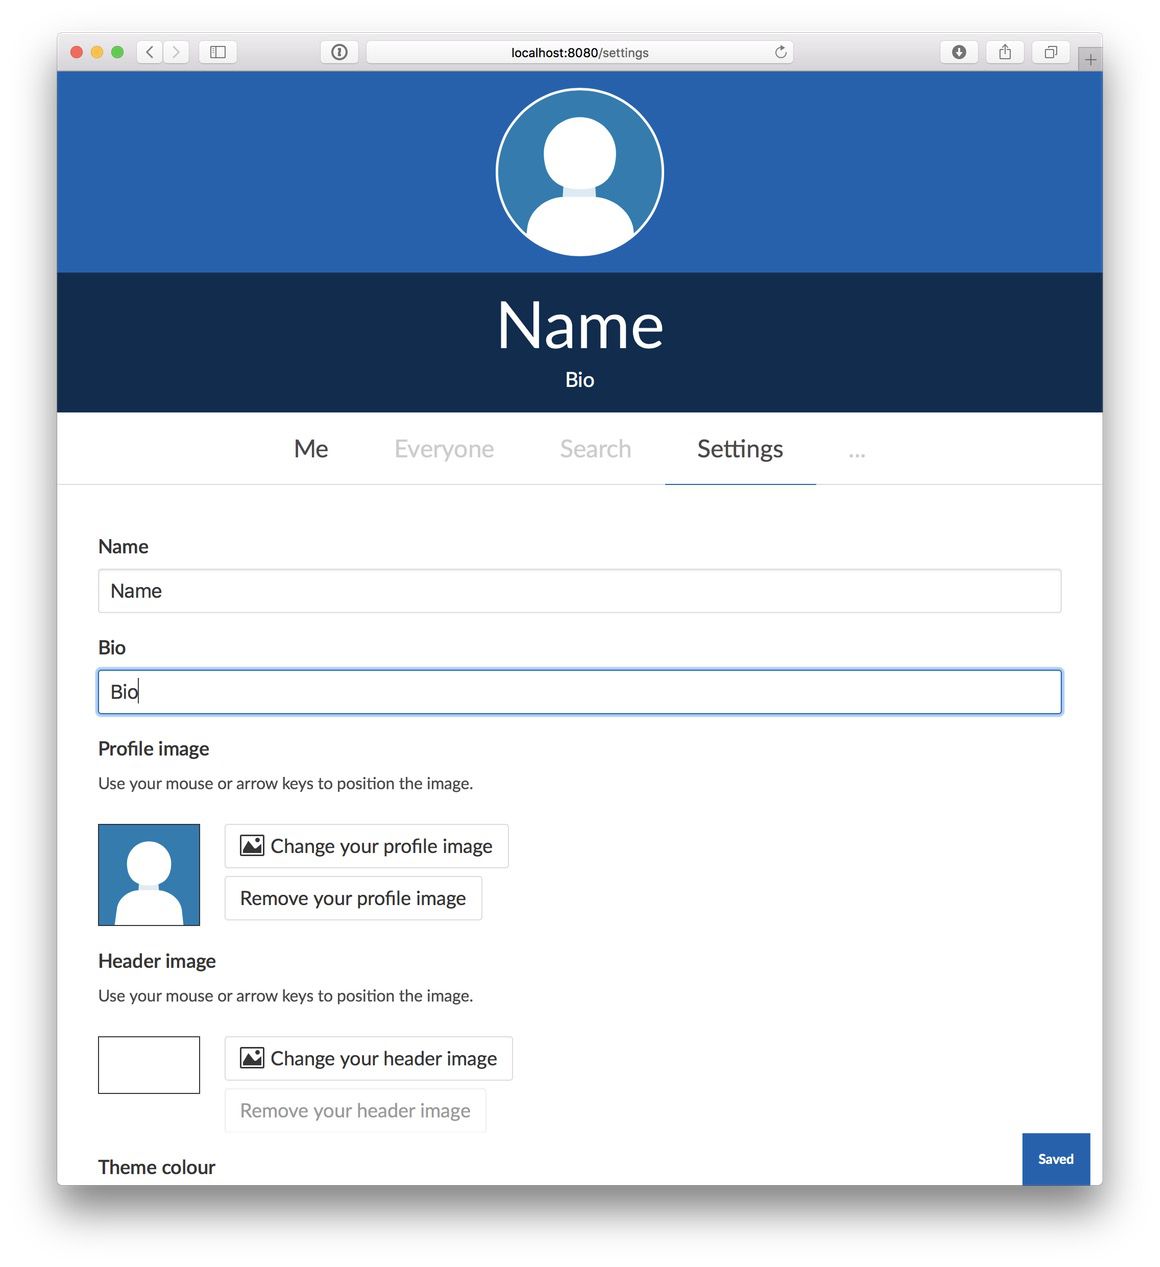 localhost:8080/settings
Name
Bio
Me Everyone Search Settings ...
Name
Name
Bio
Bio
Profile image
Use your mouse or arrow keys to position the image.
Change your profile image
Remove your profile image
Header image
Use your mouse or arrow keys to position the image.
Change your header image
Remove your header image
Theme colour
Saved